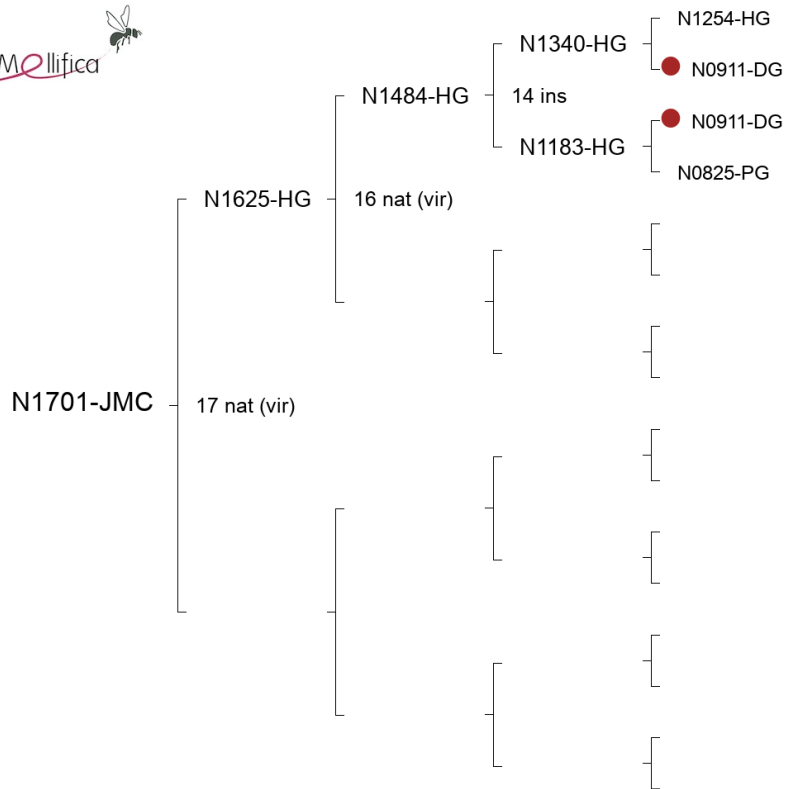 Mellifica
N1254-HG
N1340-HG
N0911-DG
N1484-HG
14 ins
N0911-DG
N1183-HG
N0825-PG
N1625-HG
16 nat (vir)
N1701-JMC
17 nat (vir)